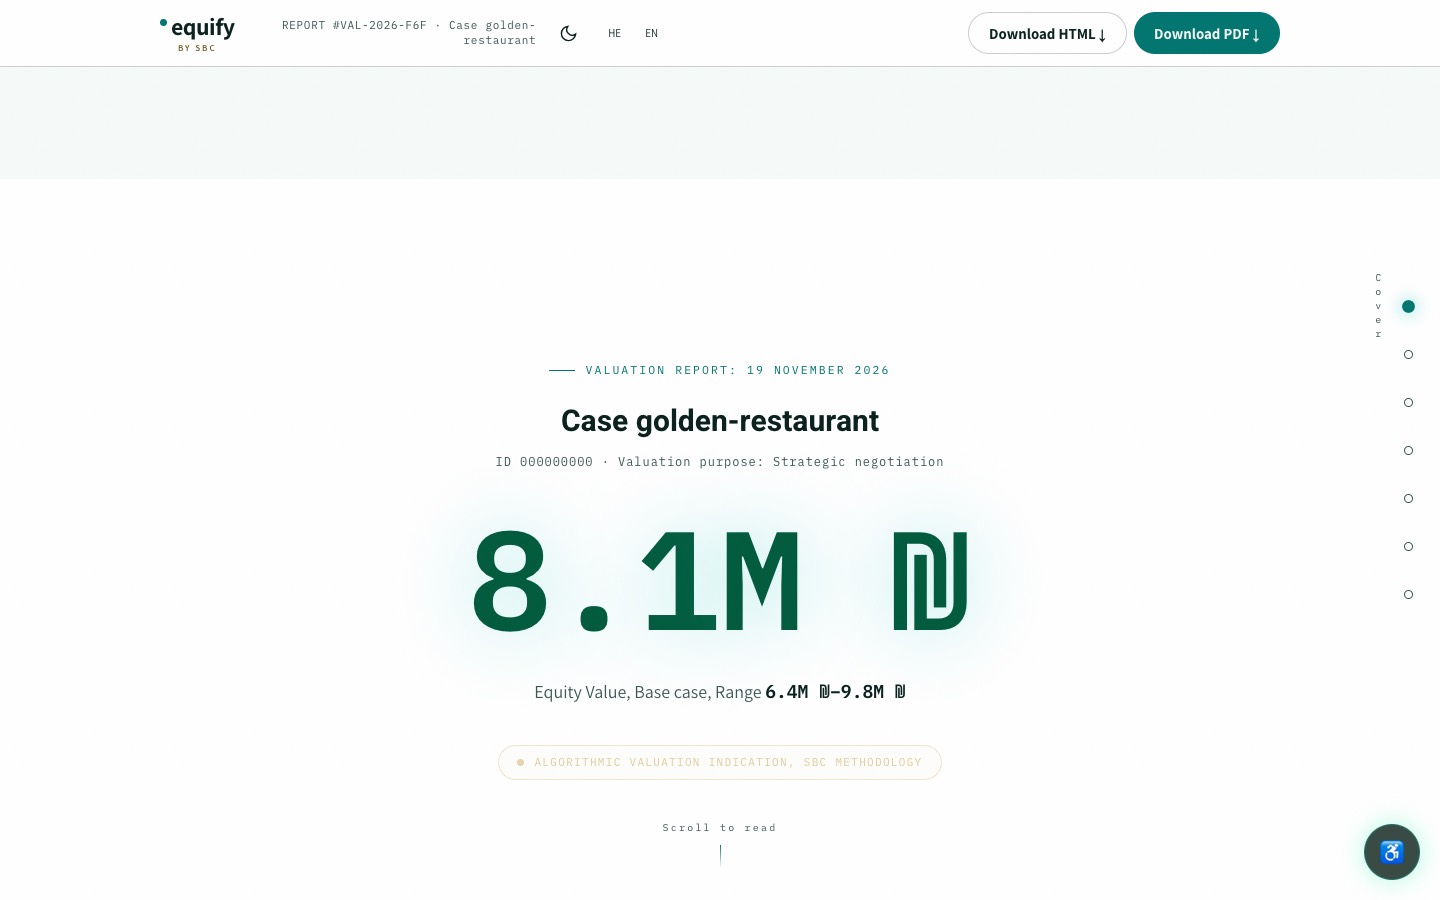 equify
BY SBC
REPORT #VAL-2026-F6F · Case golden-
restaurant
HE EN
Download HTML ↓
Download PDF ↓
Cover
VALUATION REPORT: 19 NOVEMBER 2026
Case golden-restaurant
ID 000000000 · Valuation purpose: Strategic negotiation
8.1M ₪
Equity Value, Base case, Range 6.4M ₪–9.8M ₪
ALGORITHMIC VALUATION INDICATION, SBC METHODOLOGY
Scroll to read